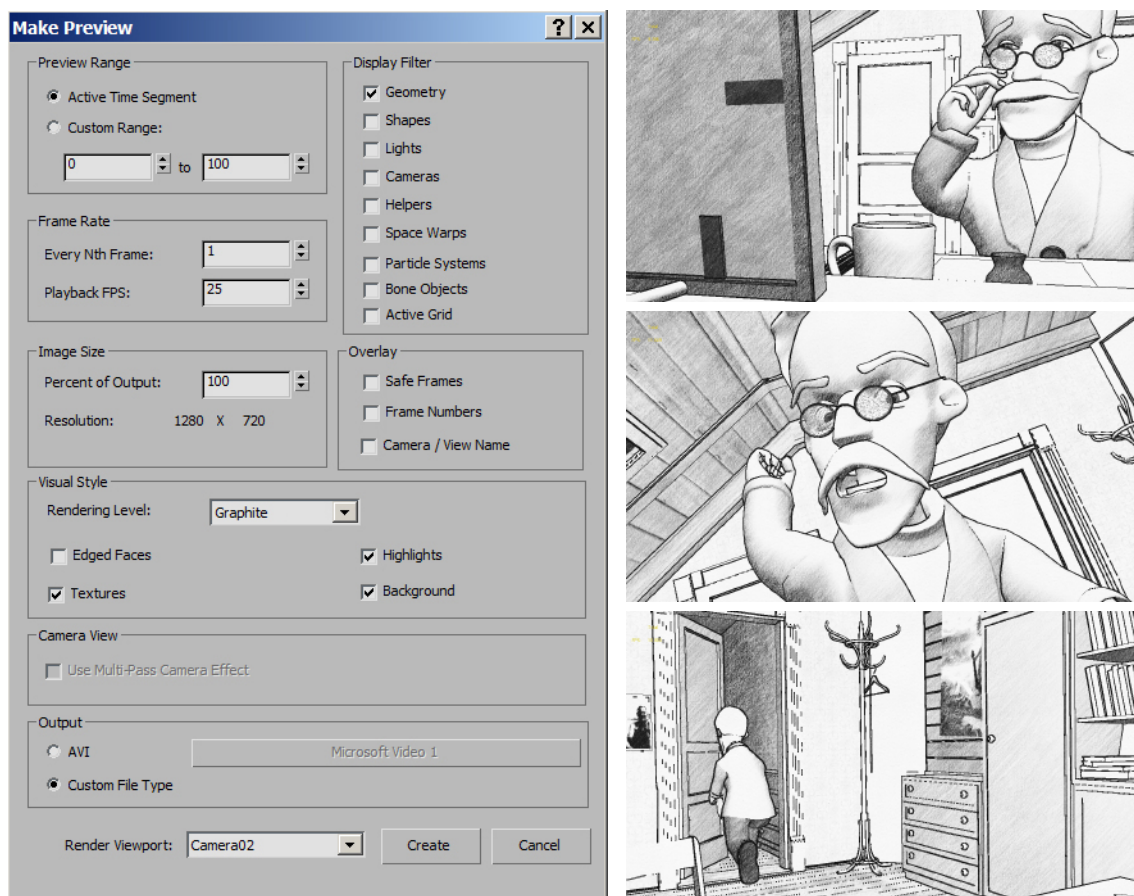 Make Preview
Preview Range
Active Time Segment
Custom Range:
0 to 100
Frame Rate
Every Nth Frame: 1
Playback FPS: 25
Display Filter
Geometry
Shapes
Lights
Cameras
Helpers
Space Warps
Particle Systems
Bone Objects
Active Grid
Image Size
Percent of Output: 100
Resolution: 1280 X 720
Overlay
Safe Frames
Frame Numbers
Camera / View Name
Visual Style
Rendering Level: Graphite
Edged Faces
Highlights
Textures
Background
Camera View
Use Multi-Pass Camera Effect
Output
AVI
Microsoft Video 1
Custom File Type
Render Viewport: Camera02 Create Cancel